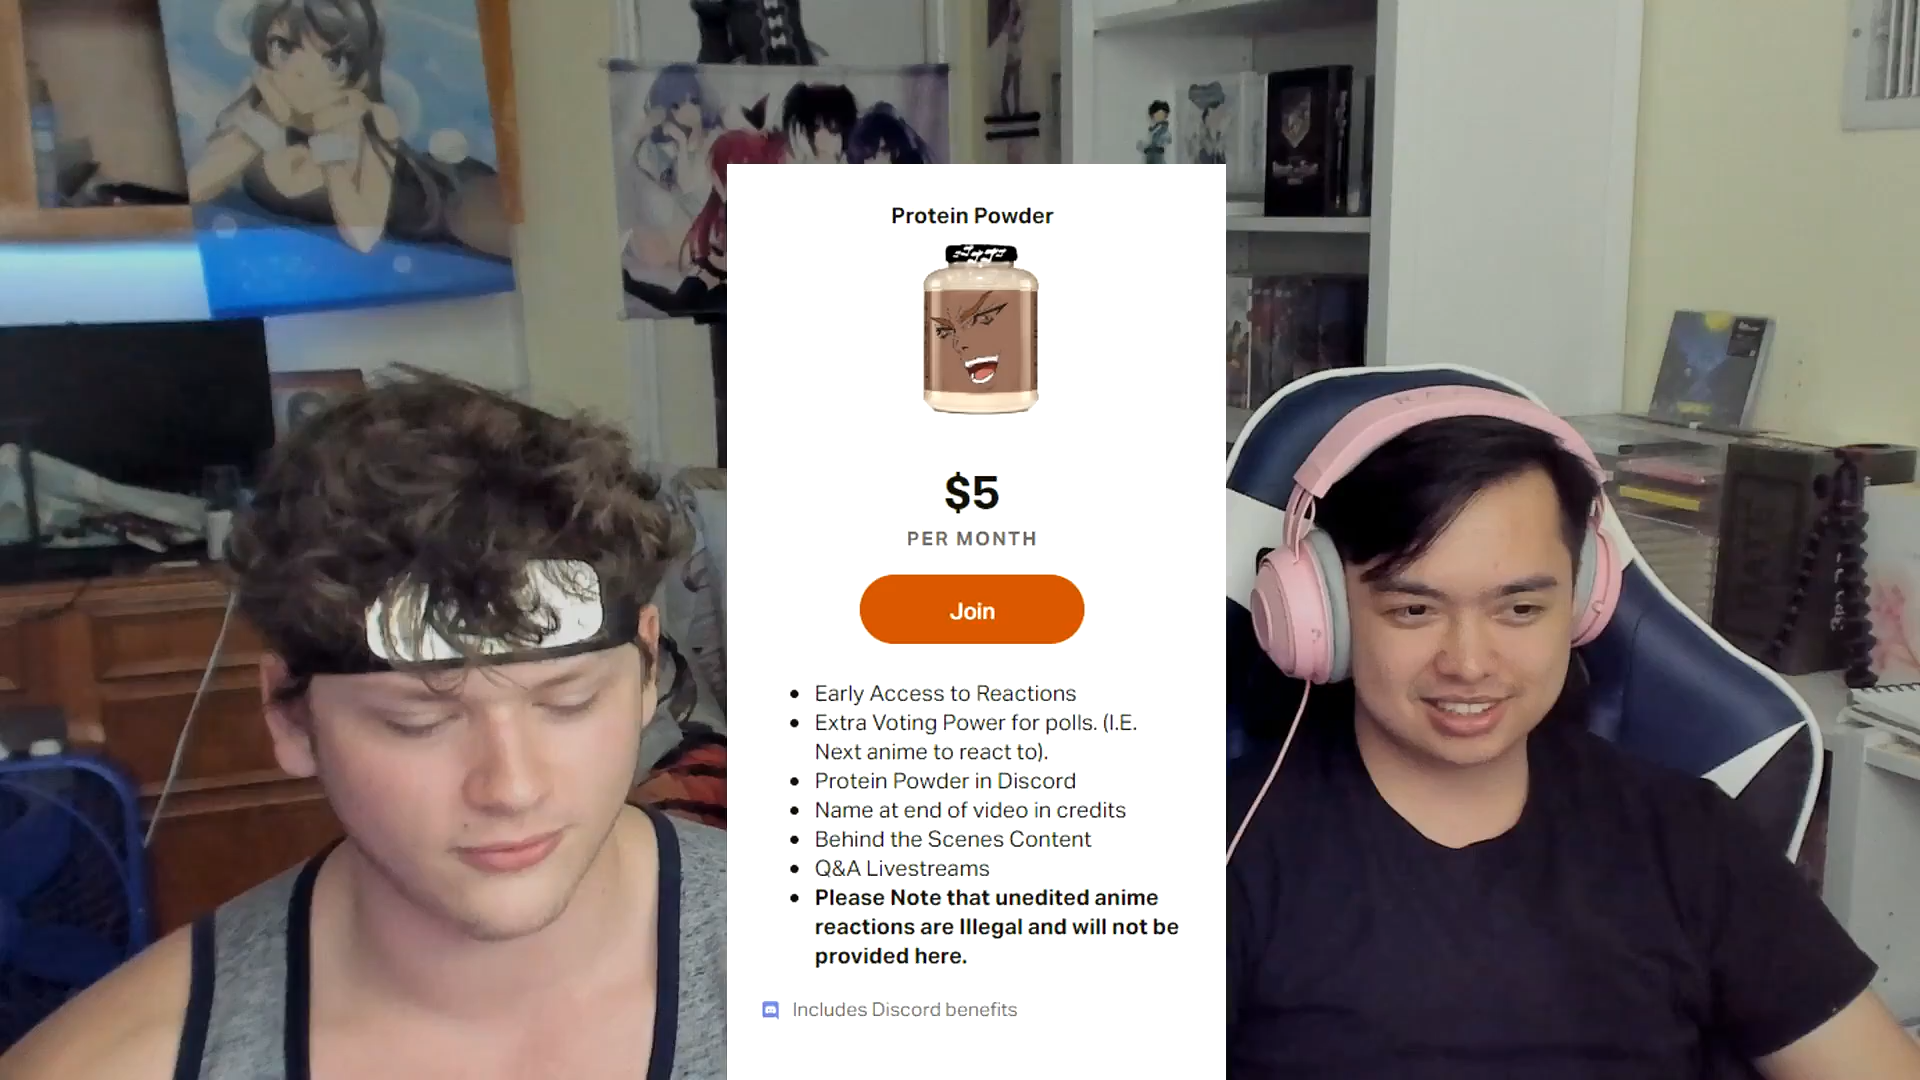 Protein Powder
$5
PER MONTH
Join
Early Access to Reactions
Extra Voting Power for polls. (I.E.
Next anime to react to).
Protein Powder in Discord
Name at end of video in credits
Behind the Scenes Content
Q&A Livestreams
Please Note that unedited anime
reactions are Illegal and will not be
provided here.
Includes Discord benefits